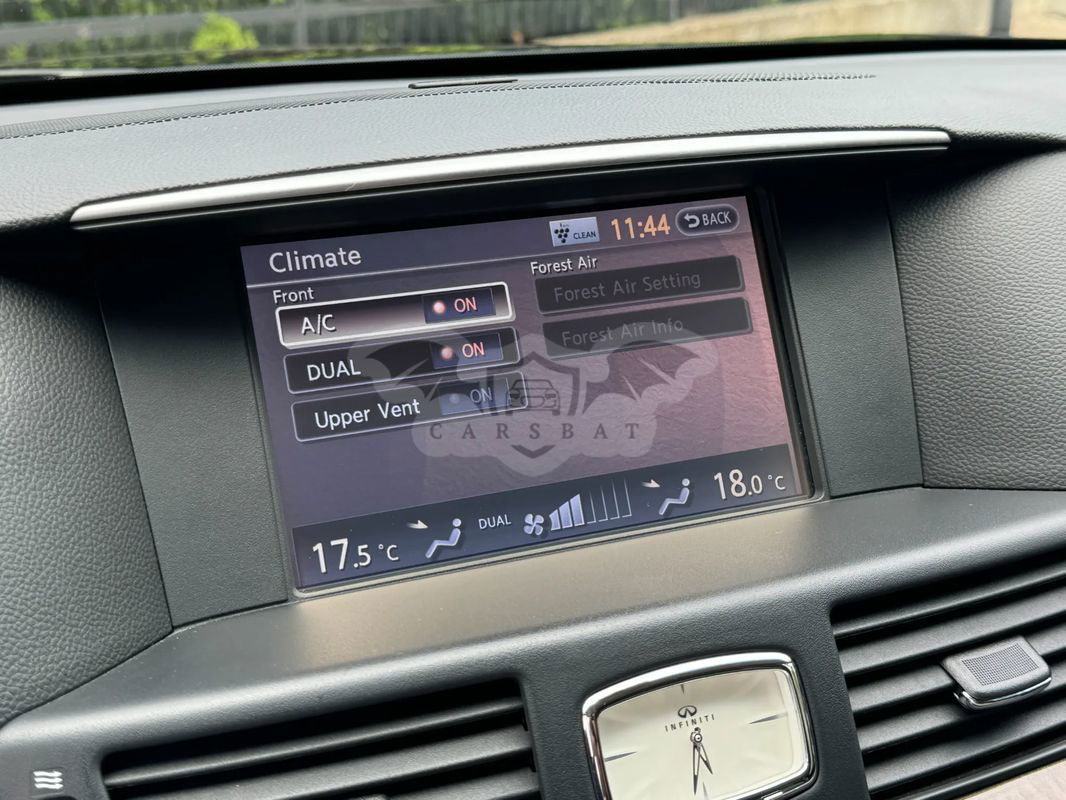 CLEAN 11:44 BACK
Climate
Front
A/C ON
DUAL ON
Upper Vent ON
Forest Air
Forest Air Setting
Forest Air Info
CARSBAT
17.5°C DUAL 18.0°C
INFINITI